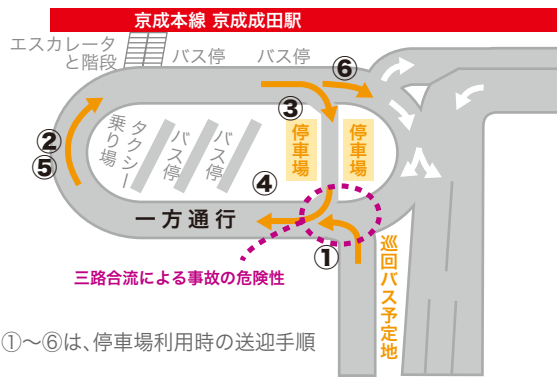 京成本線 京成成田駅
エスカレータ
と階段
バス停
バス停
⑥
③
②
⑤
タクシー
乗り場
バス停
バス停
停車場
停車場
④
一方通行
①
三路合流による事故の危険性
巡回バス予定地
①〜⑥は、停車場利用時の送迎手順